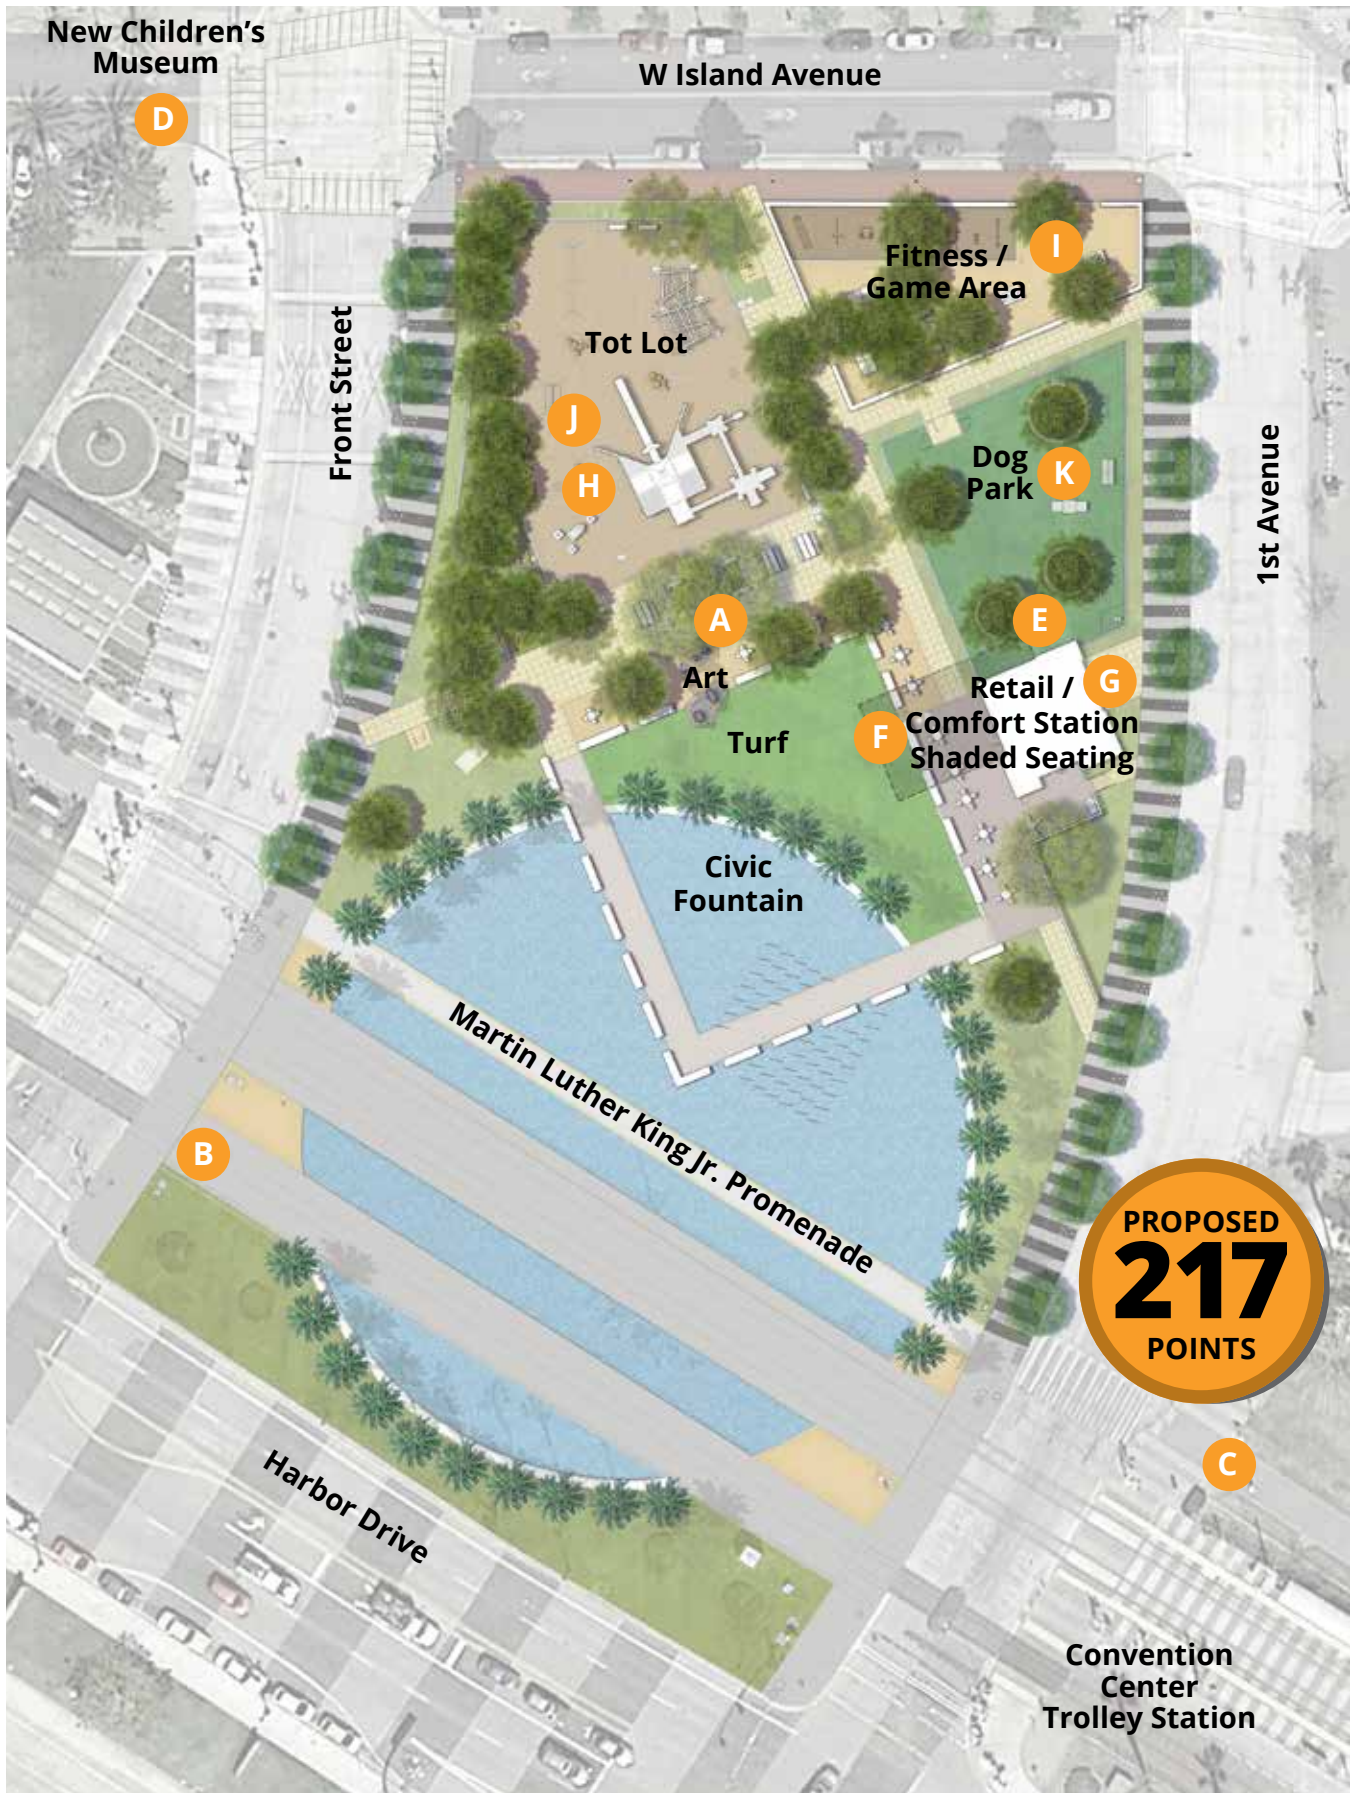 New Children's
Museum
D
W Island Avenue
Fitness /
Game Area
I
Front Street
Tot Lot
J
H
Dog
Park
K
1st Avenue
A
Art
E
Turf
F
Retail /
Comfort Station
Shaded Seating
G
Civic
Fountain
Martin Luther King Jr. Promenade
B
PROPOSED
217
POINTS
C
Harbor Drive
Convention
Center
Trolley Station